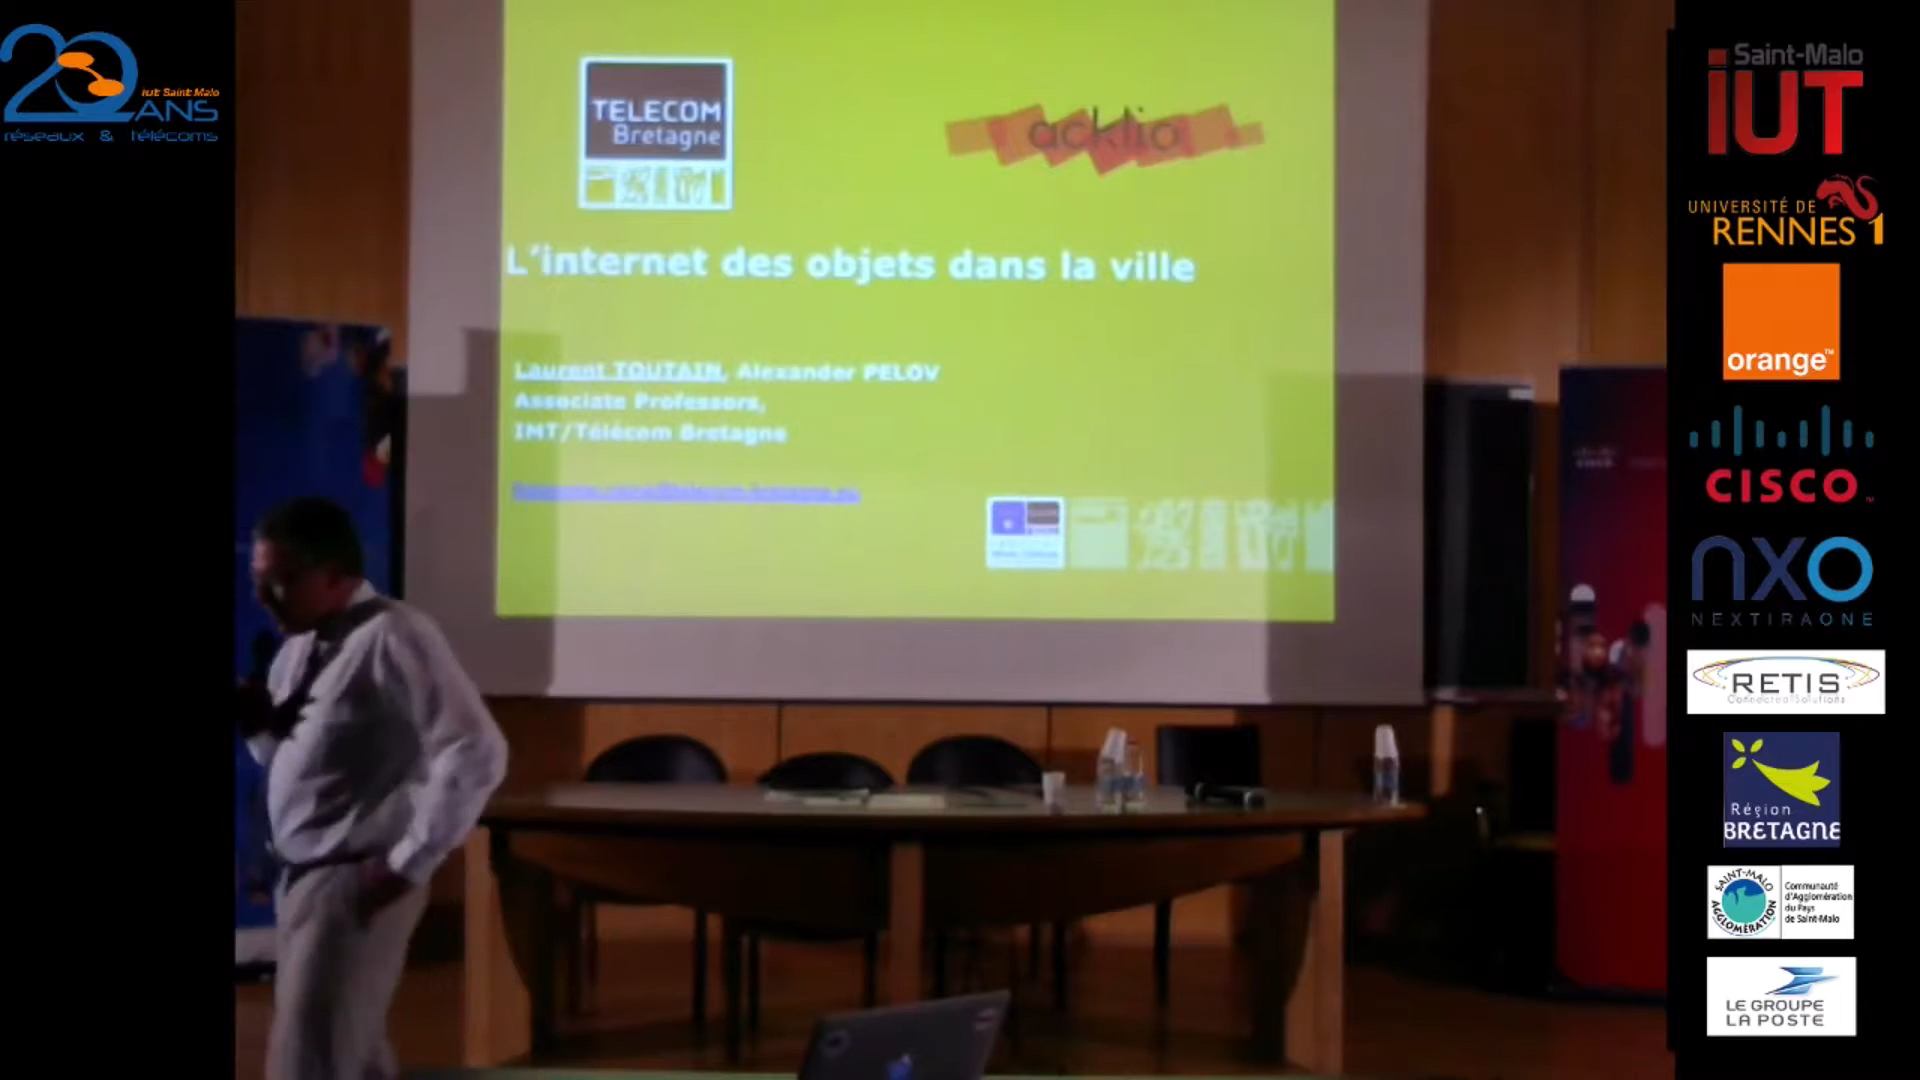 20
ANS
iut Saint Malo
réseaux & télécoms
TELECOM
Bretagne
acklio
L'internet des objets dans la ville
Laurent TOUTAIN, Alexander PELOV
Associate Professors,
IMT/Télécom Bretagne
Saint-Malo
iUT
UNIVERSITÉ DE
RENNES 1
orange™
CISCO
nXO
NEXTIRAONE
RETIS
Région
BRETAGNE
SAINT-MALO
AGGLOMÉRATION
Communauté
d'Agglomération
du Pays
de Saint-Malo
LE GROUPE
LA POSTE